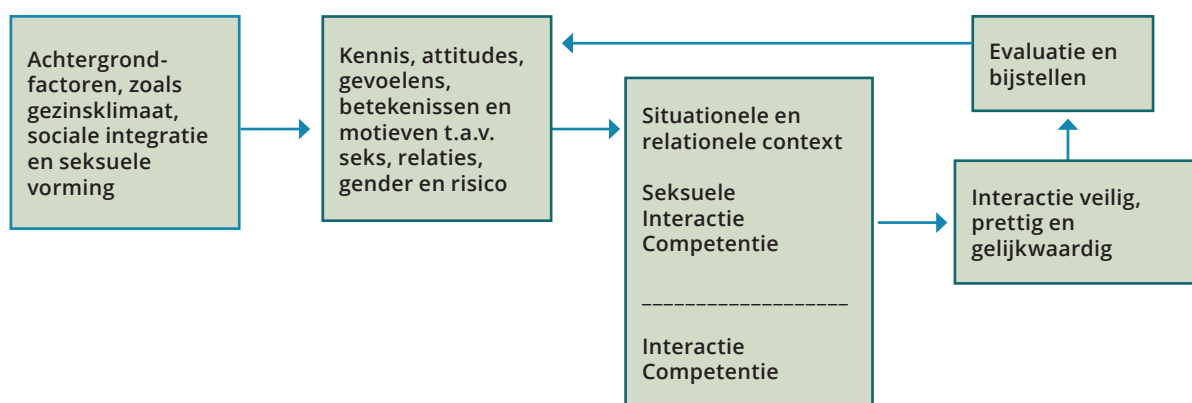 Achtergrond-
factoren, zoals
gezinsklimaat,
sociale integratie
en seksuele
vorming
Kennis, attitudes,
gevoelens,
betekenissen en
motieven t.a.v.
seks, relaties,
gender en risico
Situationele en
relationele context
Seksuele
Interactie
Competentie
___________________
Interactie
Competentie
Interactie veilig,
prettig en
gelijkwaardig
Evaluatie en
bijstellen